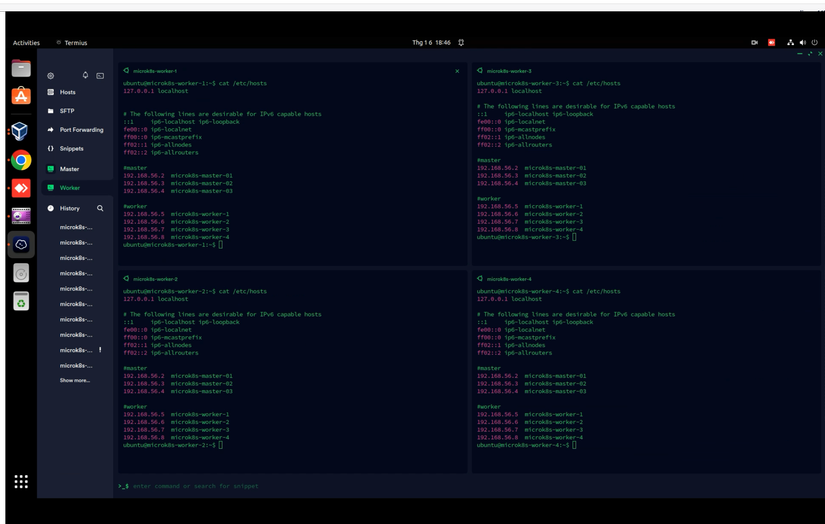 Activities
Termius
Thg 1 6 18:46
Hosts
SFTP
Port Forwarding
{} Snippets
Master
Worker
History
microk8s-...
microk8s-...
microk8s-...
microk8s-...
microk8s-...
microk8s-...
microk8s-...
microk8s-...
microk8s-... !
microk8s-...
Show more...
microk8s-worker-1
ubuntu@microk8s-worker-1:~$ cat /etc/hosts
127.0.0.1 localhost
# The following lines are desirable for IPv6 capable hosts
::1 ip6-localhost ip6-loopback
fe00::0 ip6-localnet
ff00::0 ip6-mcastprefix
ff02::1 ip6-allnodes
ff02::2 ip6-allrouters
#master
192.168.56.2 microk8s-master-01
192.168.56.3 microk8s-master-02
192.168.56.4 microk8s-master-03
#worker
192.168.56.5 microk8s-worker-1
192.168.56.6 microk8s-worker-2
192.168.56.7 microk8s-worker-3
192.168.56.8 microk8s-worker-4
ubuntu@microk8s-worker-1:~$
microk8s-worker-3
ubuntu@microk8s-worker-3:~$ cat /etc/hosts
127.0.0.1 localhost
# The following lines are desirable for IPv6 capable hosts
::1 ip6-localhost ip6-loopback
fe00::0 ip6-localnet
ff00::0 ip6-mcastprefix
ff02::1 ip6-allnodes
ff02::2 ip6-allrouters
#master
192.168.56.2 microk8s-master-01
192.168.56.3 microk8s-master-02
192.168.56.4 microk8s-master-03
#worker
192.168.56.5 microk8s-worker-1
192.168.56.6 microk8s-worker-2
192.168.56.7 microk8s-worker-3
192.168.56.8 microk8s-worker-4
ubuntu@microk8s-worker-3:~$
microk8s-worker-2
ubuntu@microk8s-worker-2:~$ cat /etc/hosts
127.0.0.1 localhost
# The following lines are desirable for IPv6 capable hosts
::1 ip6-localhost ip6-loopback
fe00::0 ip6-localnet
ff00::0 ip6-mcastprefix
ff02::1 ip6-allnodes
ff02::2 ip6-allrouters
#master
192.168.56.2 microk8s-master-01
192.168.56.3 microk8s-master-02
192.168.56.4 microk8s-master-03
#worker
192.168.56.5 microk8s-worker-1
192.168.56.6 microk8s-worker-2
192.168.56.7 microk8s-worker-3
192.168.56.8 microk8s-worker-4
ubuntu@microk8s-worker-2:~$
microk8s-worker-4
ubuntu@microk8s-worker-4:~$ cat /etc/hosts
127.0.0.1 localhost
# The following lines are desirable for IPv6 capable hosts
::1 ip6-localhost ip6-loopback
fe00::0 ip6-localnet
ff00::0 ip6-mcastprefix
ff02::1 ip6-allnodes
ff02::2 ip6-allrouters
#master
192.168.56.2 microk8s-master-01
192.168.56.3 microk8s-master-02
192.168.56.4 microk8s-master-03
#worker
192.168.56.5 microk8s-worker-1
192.168.56.6 microk8s-worker-2
192.168.56.7 microk8s-worker-3
192.168.56.8 microk8s-worker-4
ubuntu@microk8s-worker-4:~$
>_$ enter command or search for snippet